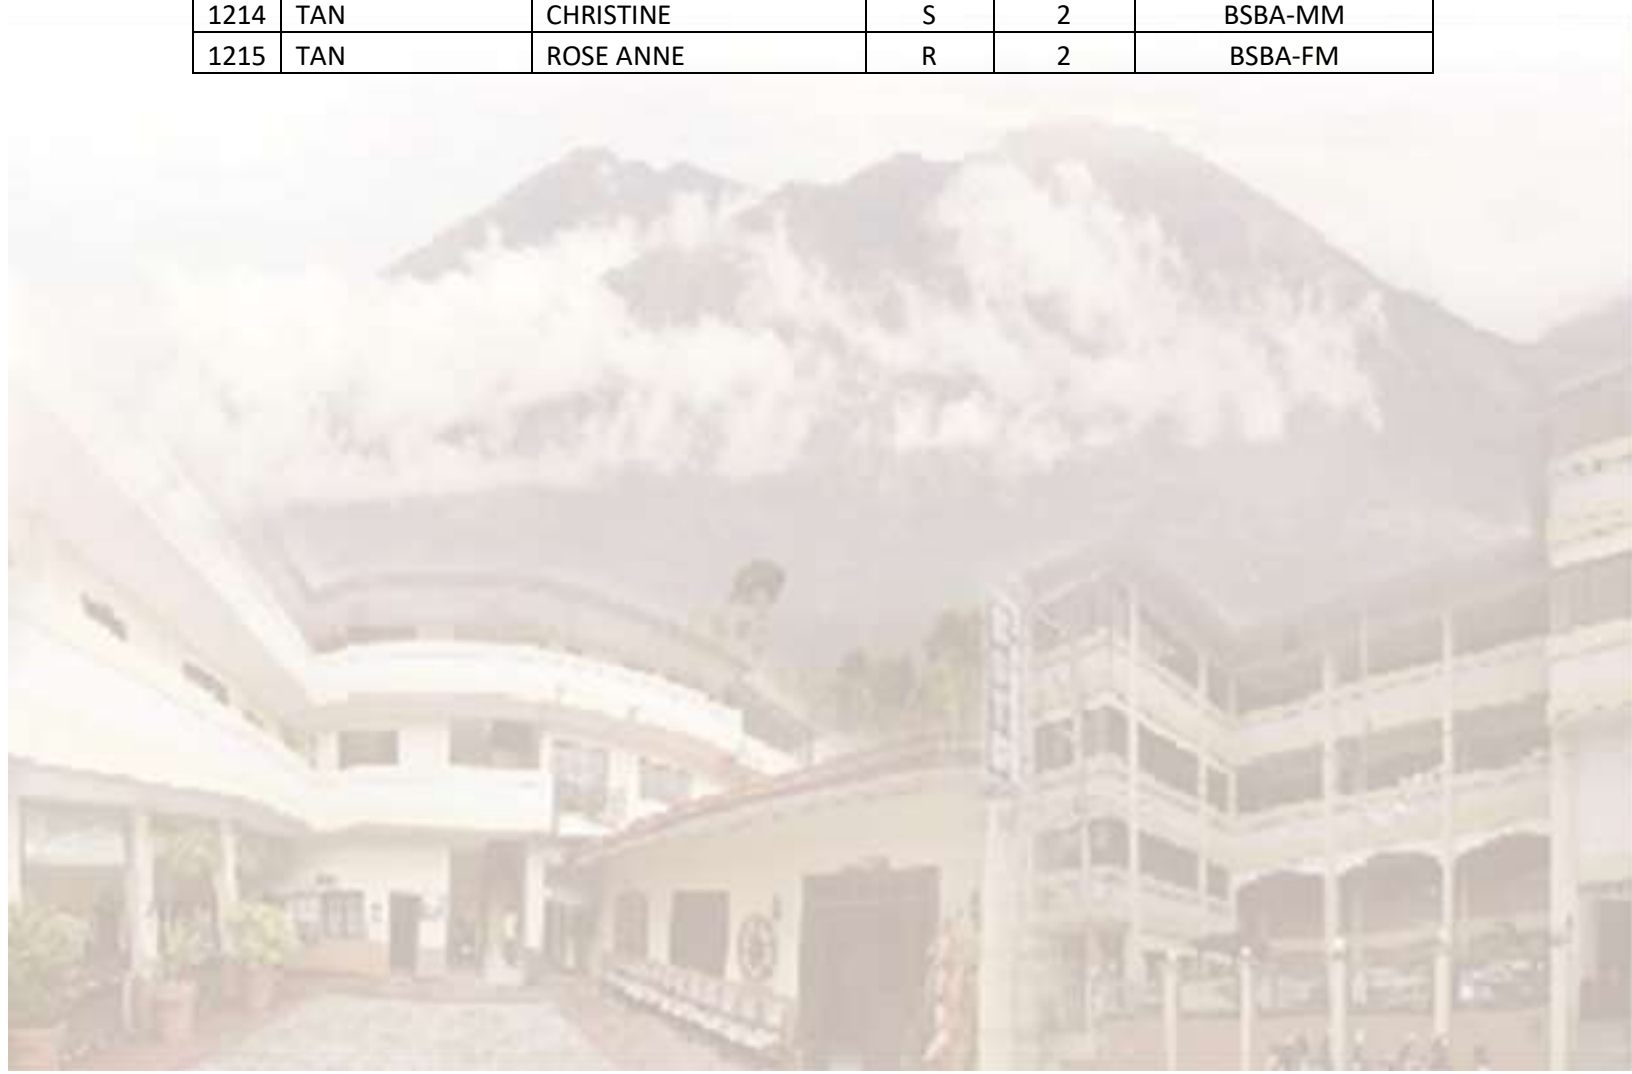 1214 TAN CHRISTINE S 2 BSBA-MM
1215 TAN ROSE ANNE R 2 BSBA-FM